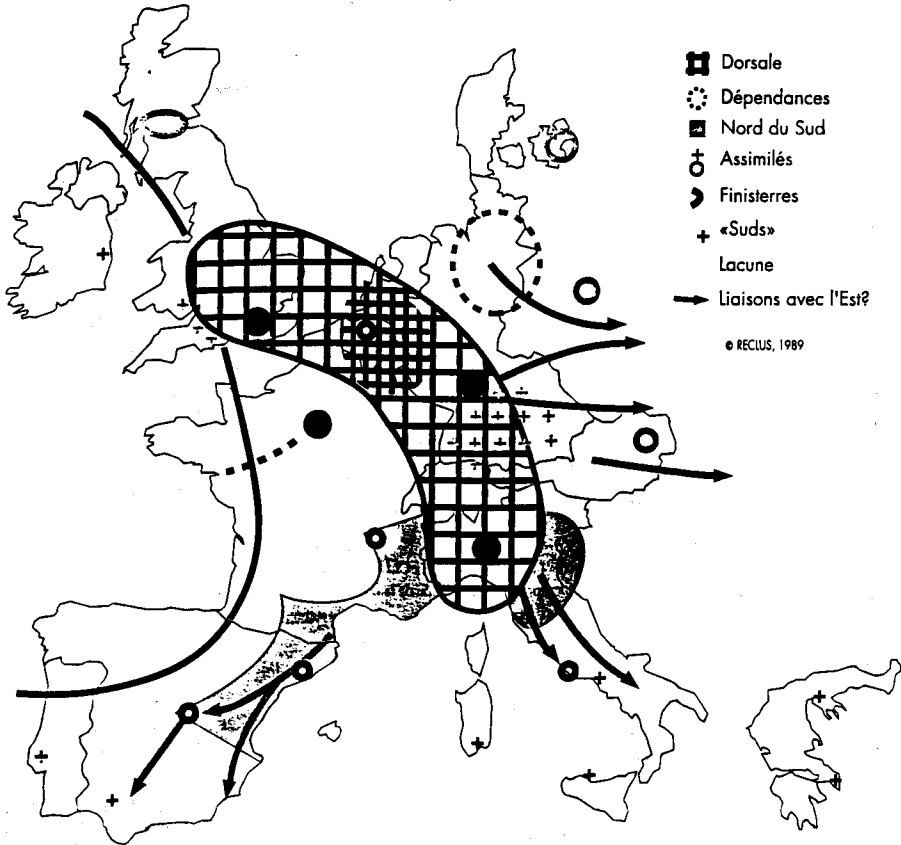 Dorsale
Dépendances
Nord du Sud
Assimilés
Finisterres
«Suds»
Lacune
Liaisons avec l'Est?
© RECLUS, 1989